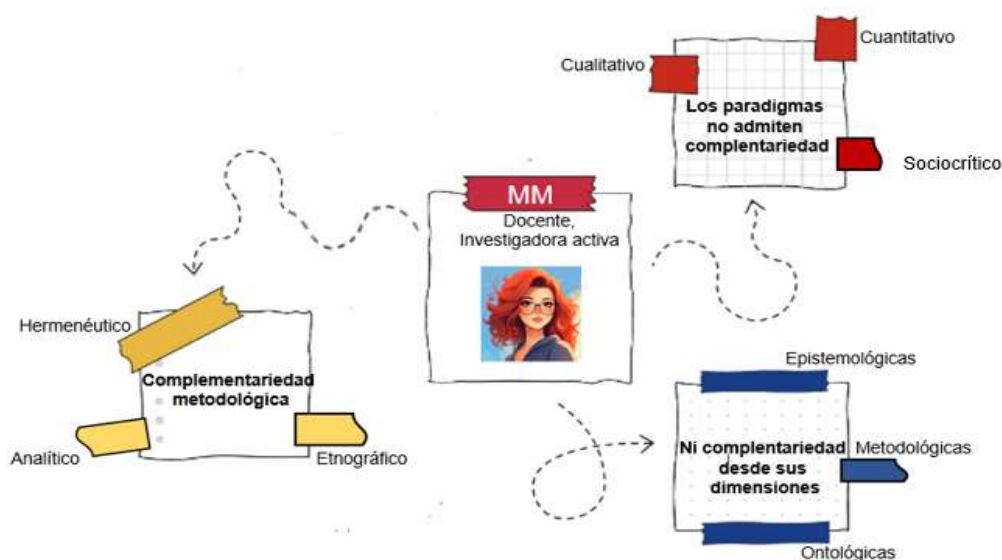 Cuantitativo
Cualitativo
Los paradigmas
no admiten
complentariedad
Sociocrítico
MM
Docente,
Investigadora activa
Hermenéutico
Complementariedad
metodológica
Analítico
Etnográfico
Epistemológicas
Ni complentariedad
desde sus
dimensiones
Metodológicas
Ontológicas